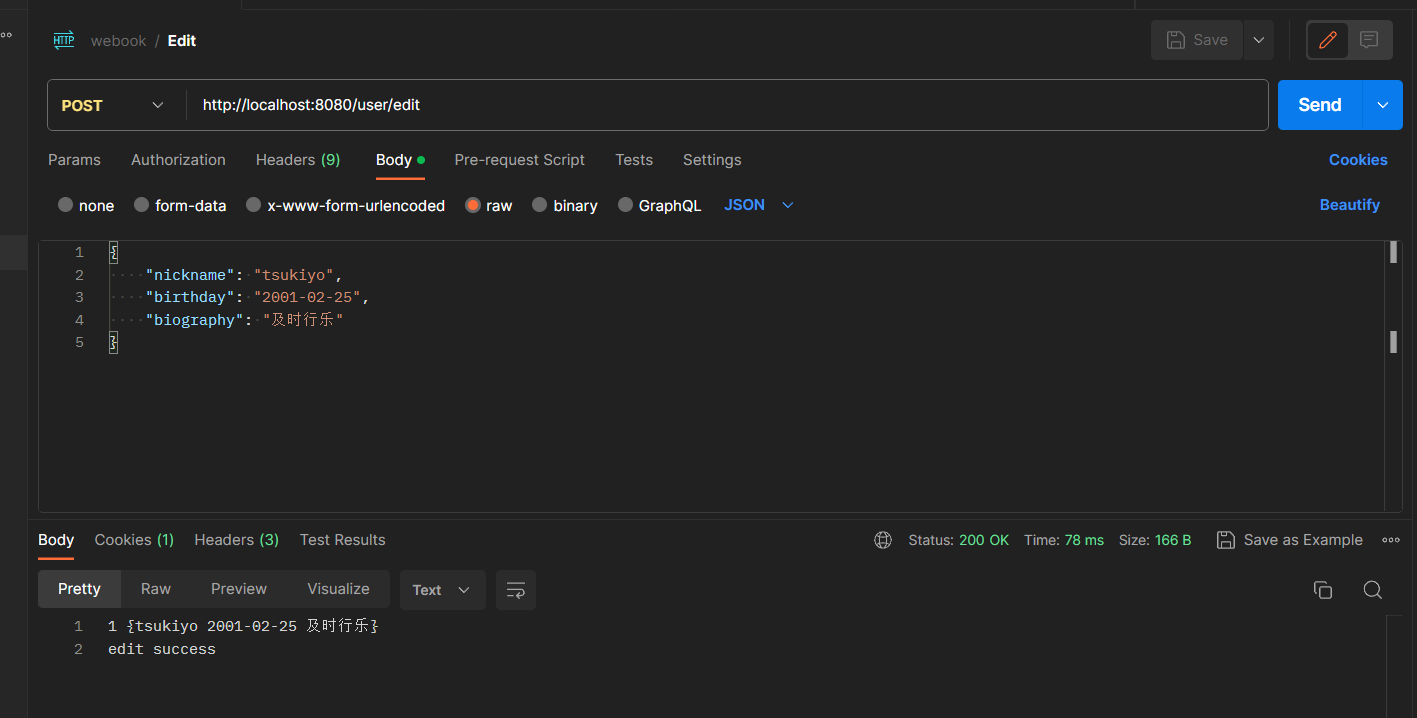 HTTP webook / Edit Save
POST http://localhost:8080/user/edit Send
Params Authorization Headers (9) Body Pre-request Script Tests Settings Cookies
none form-data x-www-form-urlencoded raw binary GraphQL JSON Beautify
1 {
2 "nickname": "tsukiyo",
3 "birthday": "2001-02-25",
4 "biography": "及时行乐"
5 }
Body Cookies (1) Headers (3) Test Results Status: 200 OK Time: 78 ms Size: 166 B Save as Example
Pretty Raw Preview Visualize Text
1 1 {tsukiyo 2001-02-25 及时行乐}
2 edit success